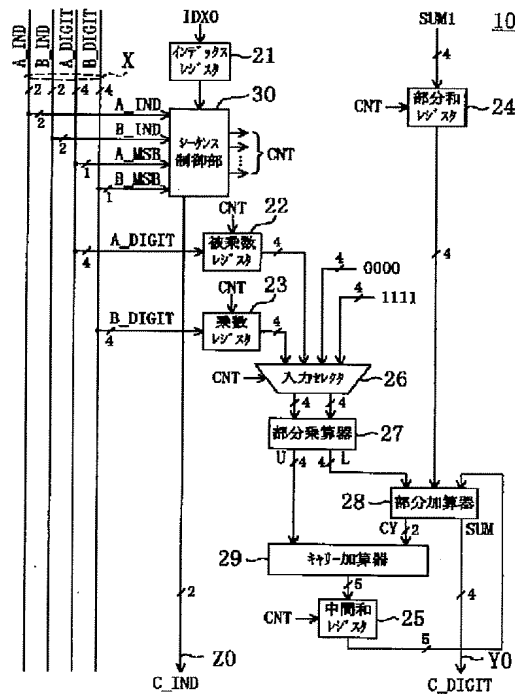 IDX0
SUM1
10
A_IND
B_IND
A_DIGIT
B_DIGIT
インデックス
レジスタ
21
X
2
2
4
4
30
4
A_IND
2
B_IND
2
A_MSB
1
B_MSB
1
シーケンス
制御部
CNT
CNT
部分和
レジスタ
24
CNT
22
A_DIGIT
4
被乗数
レジスタ
4
4
0000
4
CNT
23
4
1111
B_DIGIT
4
乗数
レジスタ
4
CNT
入力セレクタ
26
4
4
部分乗算器
27
U
4
4
L
28
部分加算器
CY
2
SUM
29
キャリー加算器
5
2
CNT
中間和
レジスタ
25
4
5
Z0
Y0
C_IND
C_DIGIT